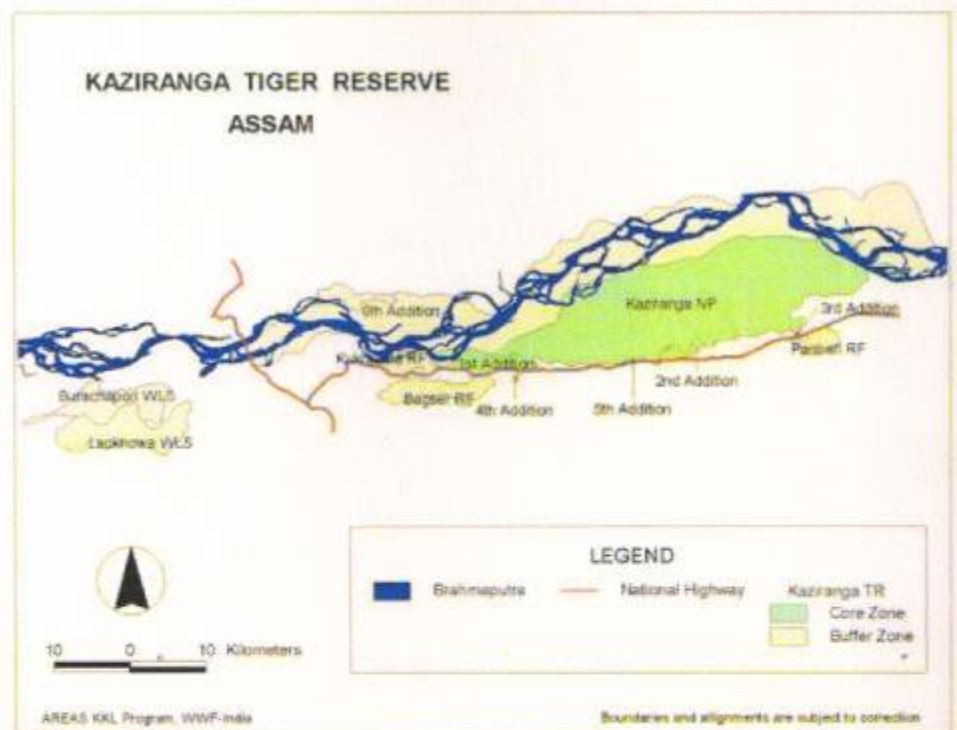 KAZIRANGA TIGER RESERVE
ASSAM
6th Addition
Kaziranga NP
3rd Addition
Panbari RF
1st Addition
2nd Addition
Bagser RF
4th Addition
5th Addition
Burachapori WLS
Laokhowa WLS
LEGEND
Brahmaputra
National Highway
Kaziranga TR
Core Zone
Buffer Zone
10 0 10 Kilometers
AREAS KKL Program, WWF-India
Boundaries and alignments are subject to correction